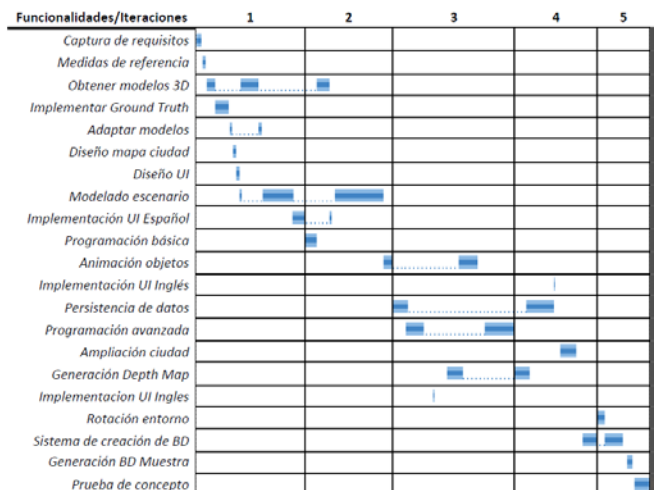 Funcionalidades/Iteraciones 1 2 3 4 5
Captura de requisitos
Medidas de referencia
Obtener modelos 3D
Implementar Ground Truth
Adaptar modelos
Diseño mapa ciudad
Diseño UI
Modelado escenario
Implementación UI Español
Programación básica
Animación objetos
Implementación UI Inglés
Persistencia de datos
Programación avanzada
Ampliación ciudad
Generación Depth Map
Implementacion UI Ingles
Rotación entorno
Sistema de creación de BD
Generación BD Muestra
Prueba de concepto